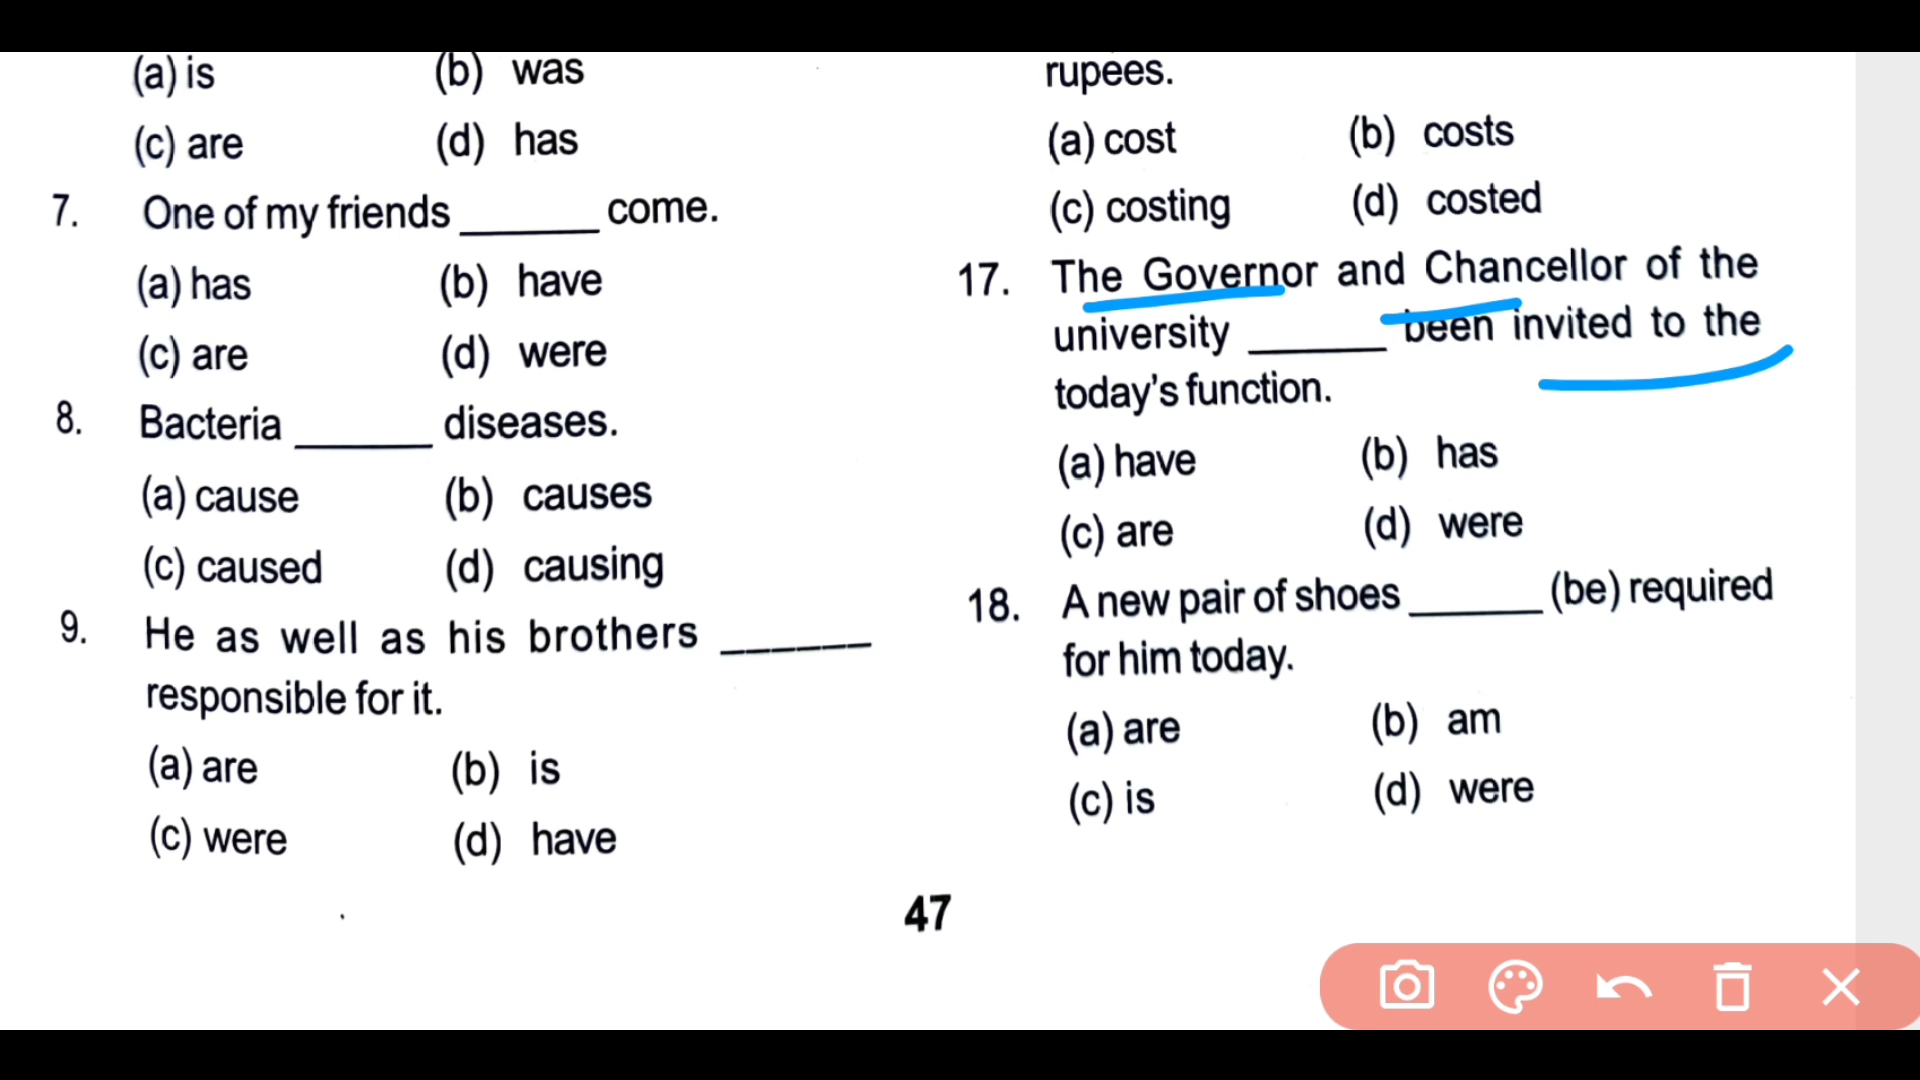 (a) is (b) was
(c) are (d) has
7. One of my friends ______ come.
(a) has (b) have
(c) are (d) were
8. Bacteria ______ diseases.
(a) cause (b) causes
(c) caused (d) causing
9. He as well as his brothers ______
responsible for it.
(a) are (b) is
(c) were (d) have
rupees.
(a) cost (b) costs
(c) costing (d) costed
17. The Governor and Chancellor of the
university ______ been invited to the
today's function.
(a) have (b) has
(c) are (d) were
18. A new pair of shoes ______ (be) required
for him today.
(a) are (b) am
(c) is (d) were
47